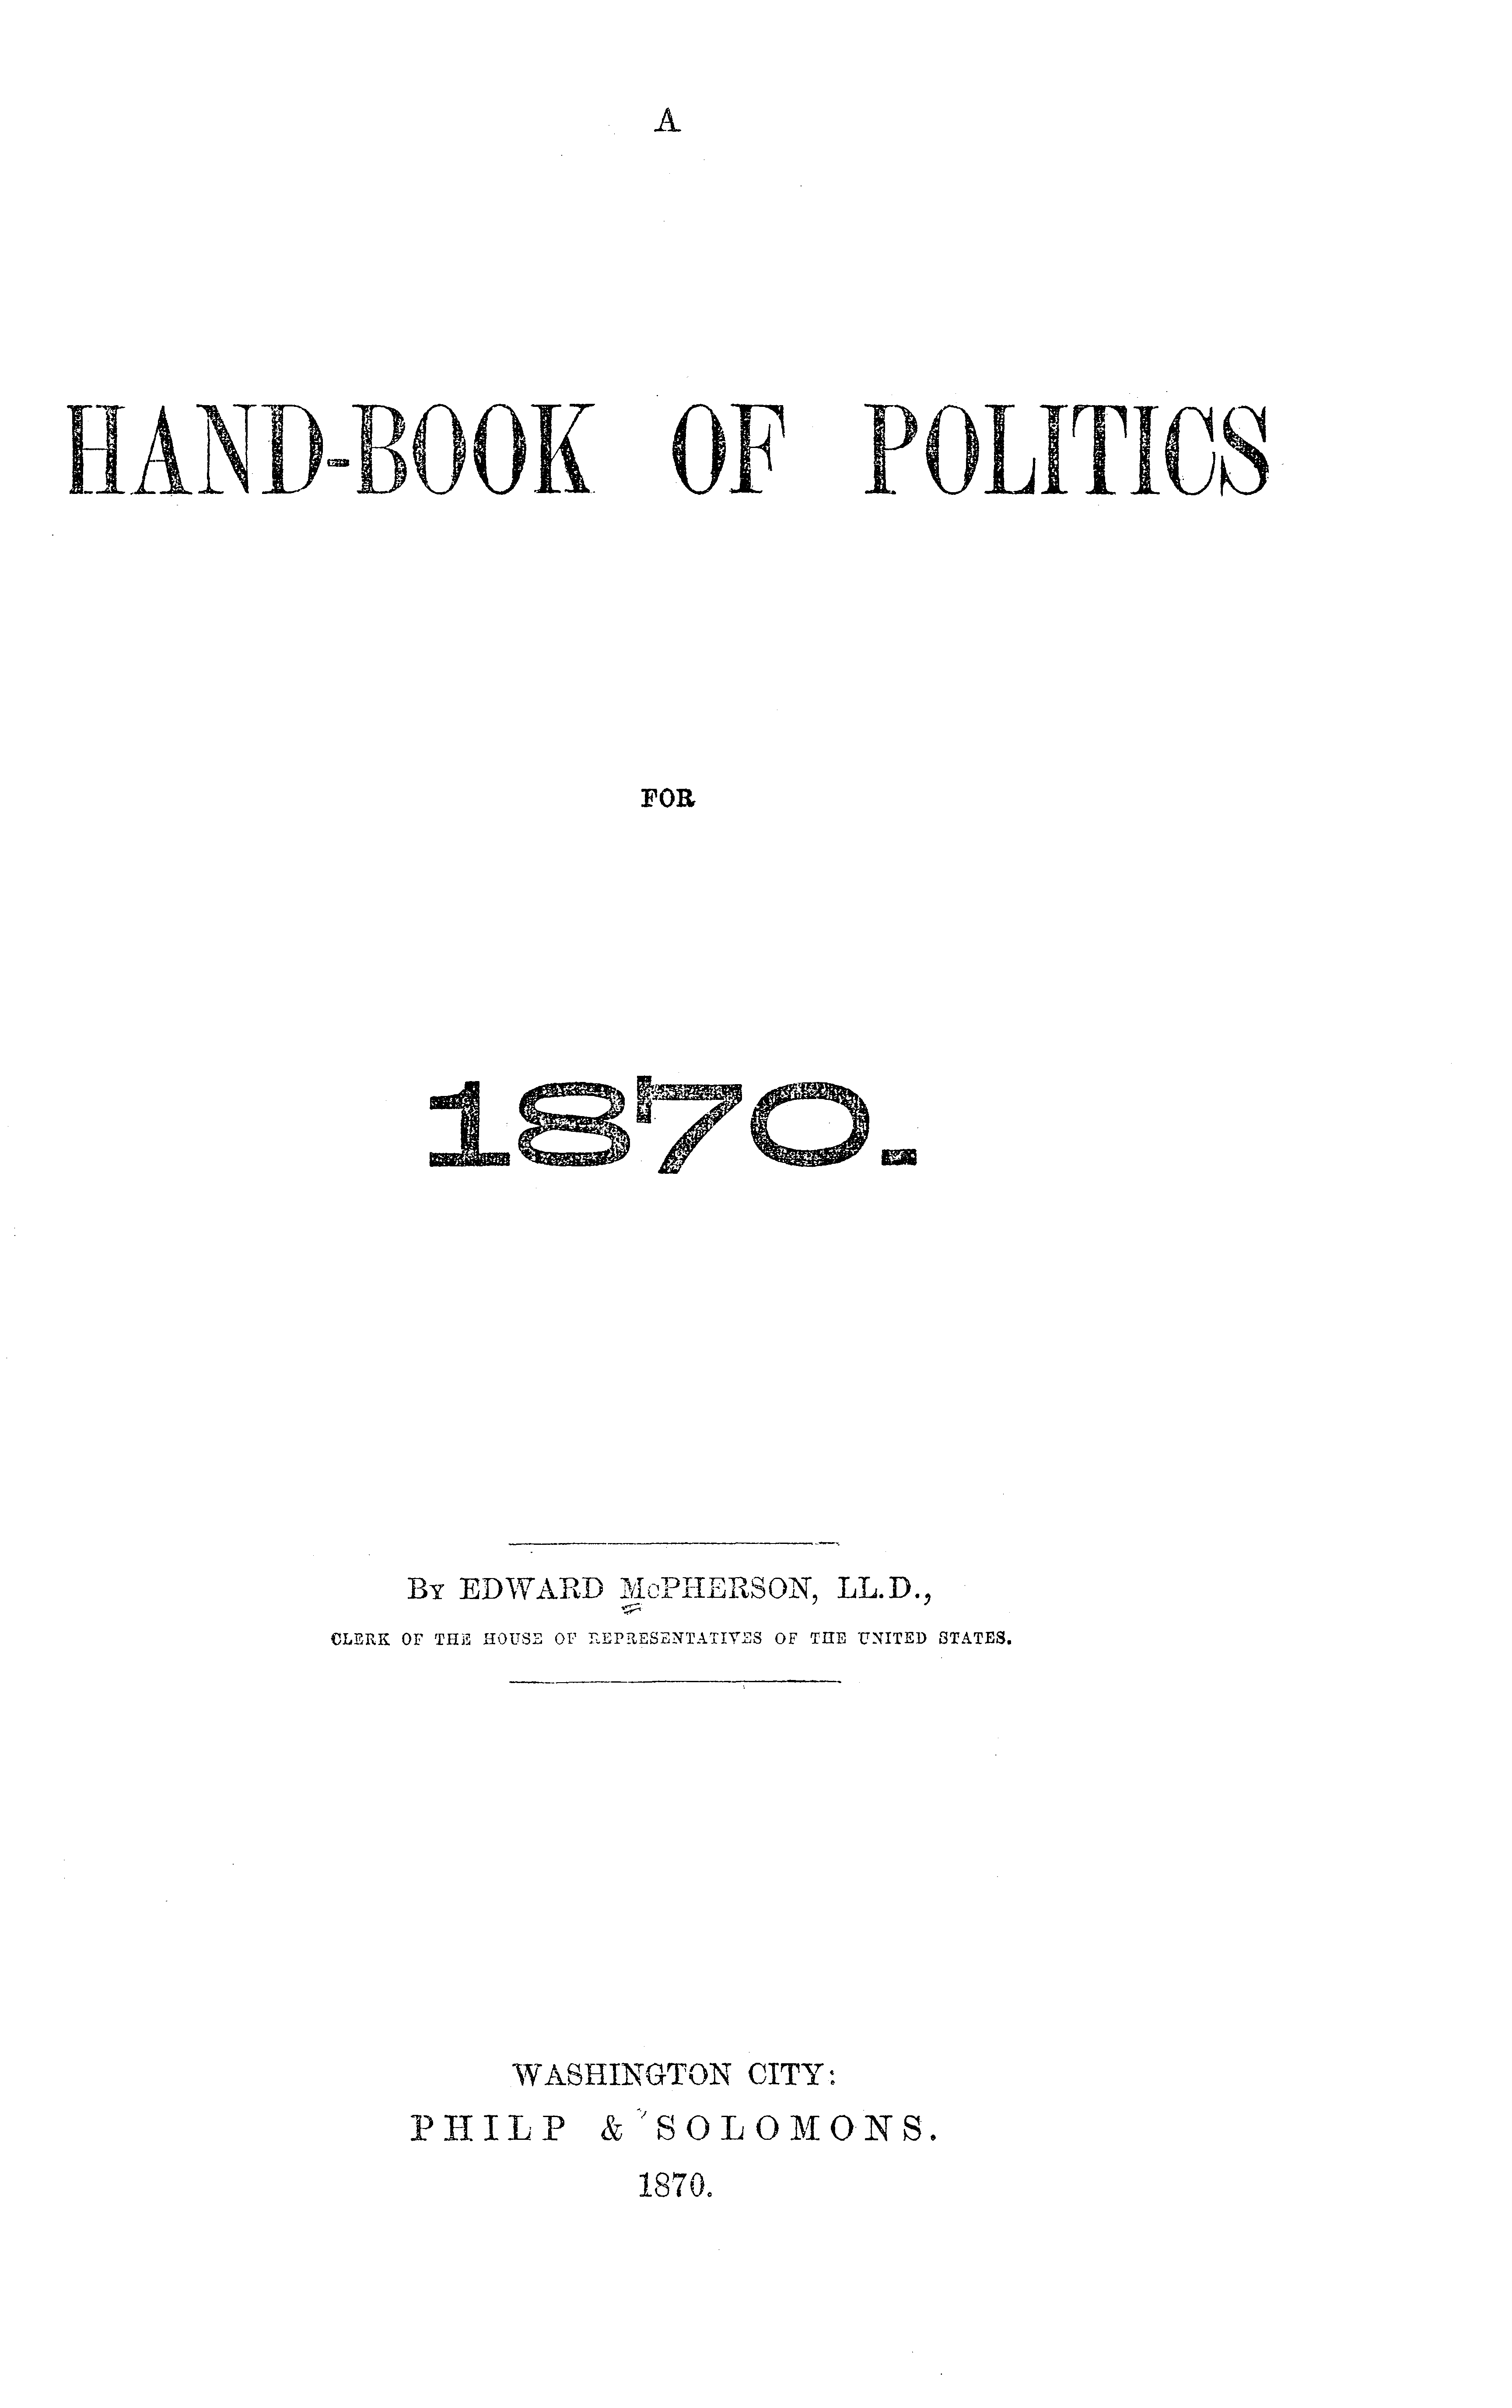 A
HAND-BOOK OF POLITICS
FOR
1870.
By EDWARD McPHERSON, LL.D.,
CLERK OF THE HOUSE OF REPRESENTATIVES OF THE UNITED STATES.
WASHINGTON CITY:
PHILP & SOLOMONS.
1870.